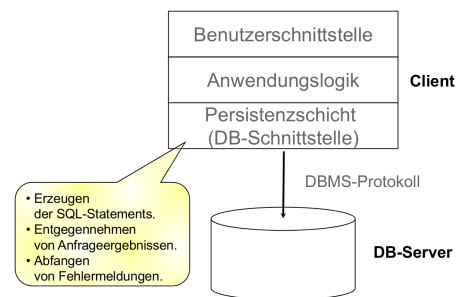 Benutzerschnittstelle
Anwendungslogik
Client
Persistenzschicht
(DB-Schnittstelle)
DBMS-Protokoll
• Erzeugen
der SQL-Statements.
• Entgegennehmen
von Anfrageergebnissen.
• Abfangen
von Fehlermeldungen.
DB-Server